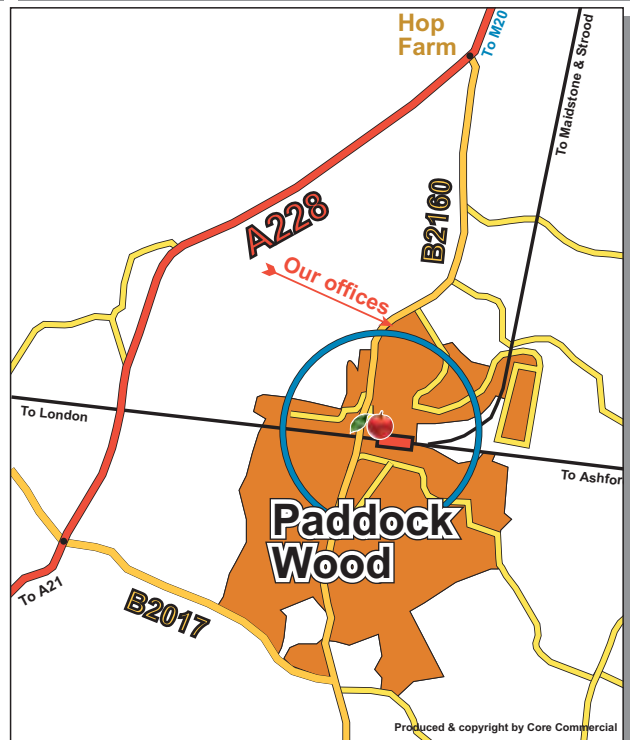 Hop
Farm
To M20
To Maidstone & Strood
A228
B2160
Our offices
To London
To Ashfor
Paddock
Wood
To A21
B2017
Produced & copyright by Core Commercial